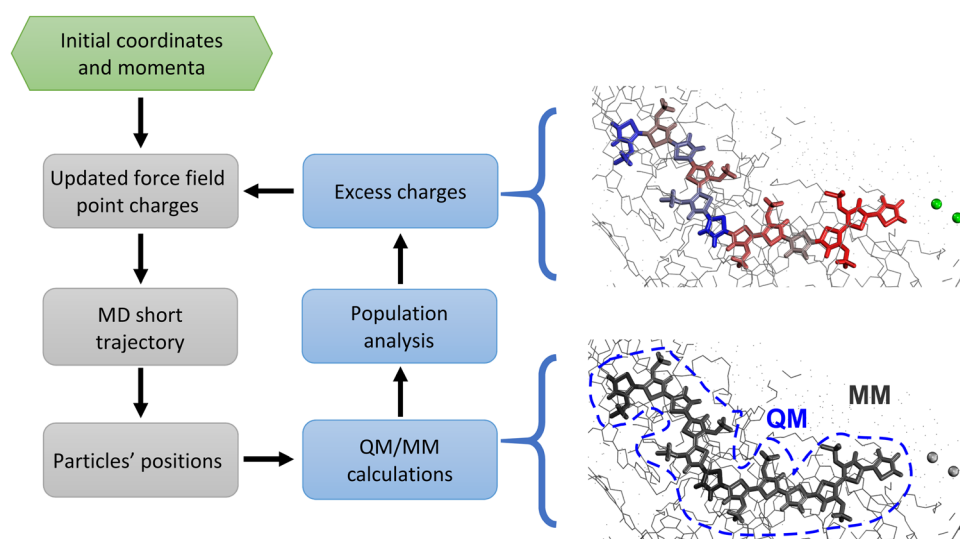 Initial coordinates
and momenta
Updated force field
point charges
Excess charges
MD short
trajectory
Population
analysis
Particles' positions
QM/MM
calculations
MM
QM